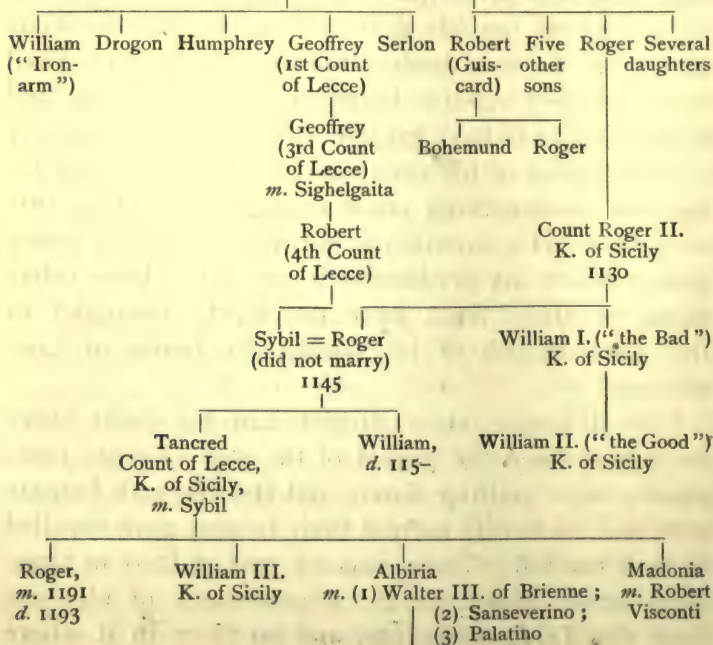 William Drogon Humphrey Geoffrey Serlon Robert Five Roger Several
(“Iron- (1st Count (Guis- other daughters
arm”) of Lecce) card) sons
Geoffrey Bohemund Roger
(3rd Count
of Lecce)
m. Sighelgaita
Robert Count Roger II.
(4th Count K. of Sicily
of Lecce) 1130
Sybil = Roger William I. (“the Bad”)
(did not marry) K. of Sicily
1145
Tancred William, William II. (“the Good”)
Count of Lecce, d. 115– K. of Sicily
K. of Sicily,
m. Sybil
Roger, William III. Albiria Madonia
m. 1191 K. of Sicily m. (1) Walter III. of Brienne ; m. Robert
d. 1193 (2) Sanseverino ; Visconti
(3) Palatino